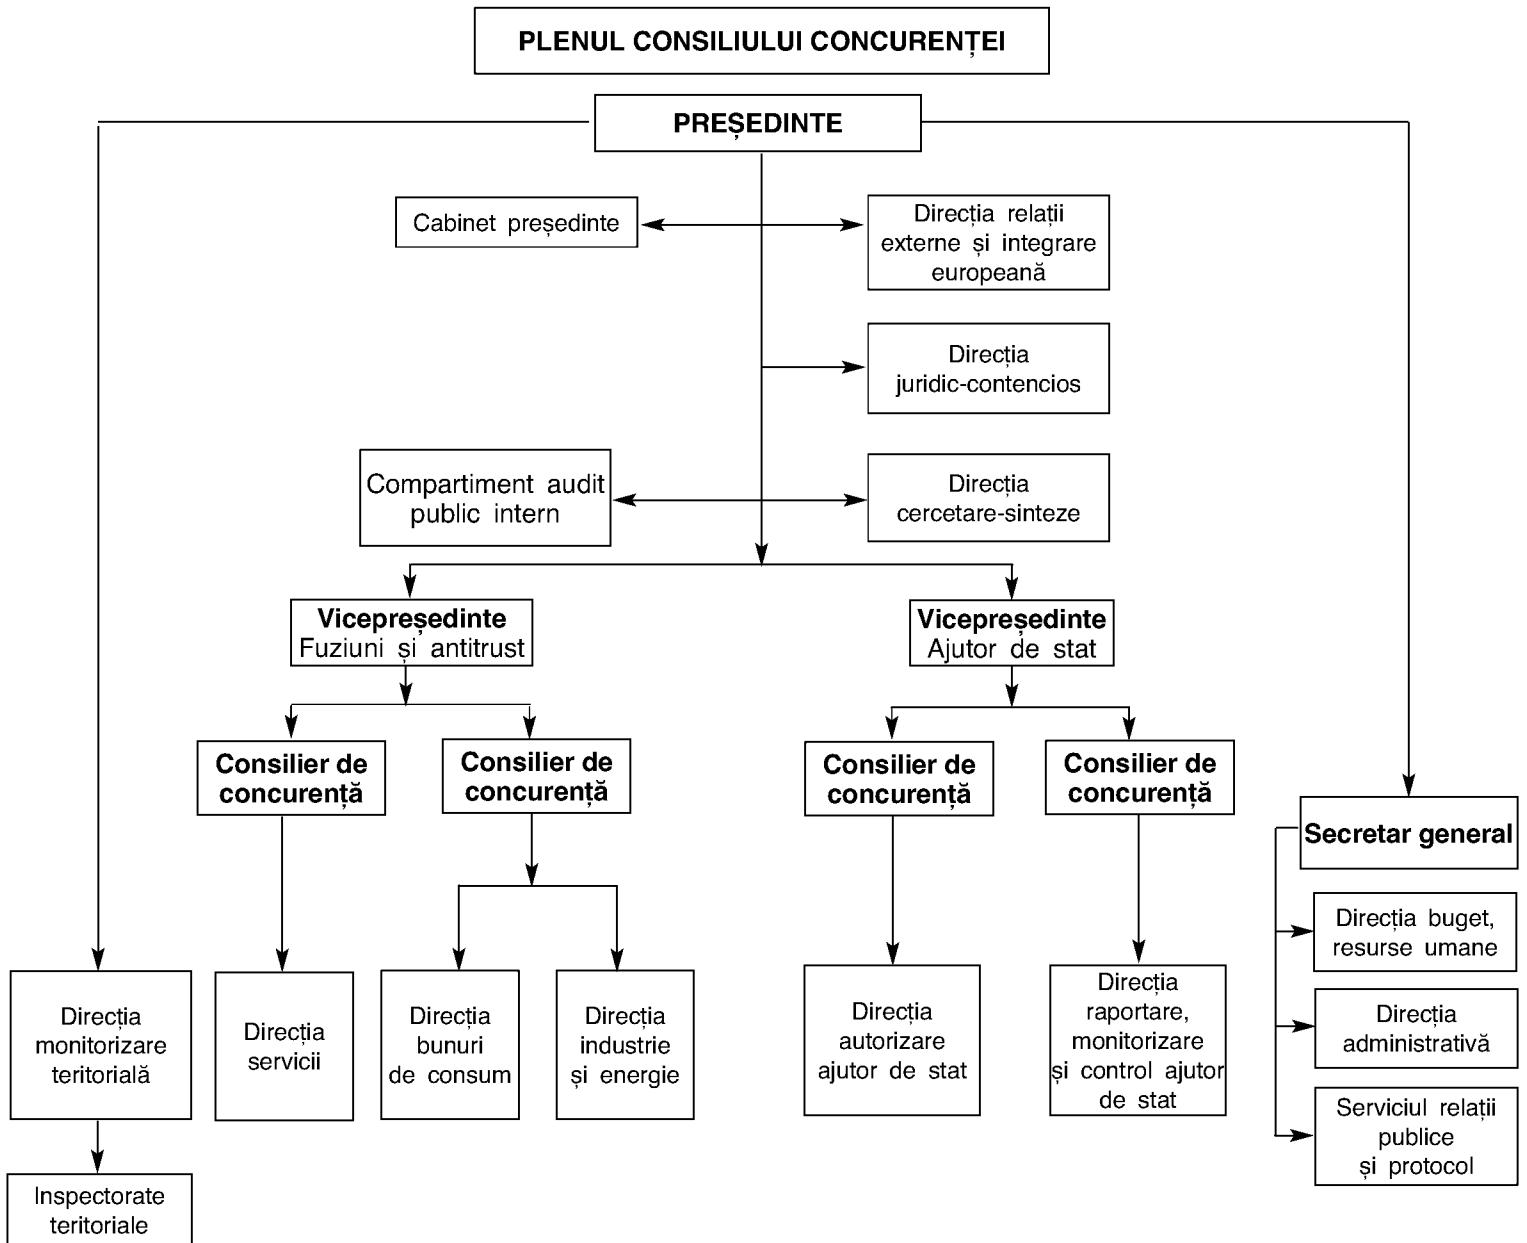 PLENUL CONSILIULUI CONCURENȚEI
PREȘEDINTE
Cabinet președinte
Direcția relații
externe și integrare
europeană
Direcția
juridic-contencios
Compartiment audit
public intern
Direcția
cercetare-sinteze
Vicepreședinte
Fuziuni și antitrust
Vicepreședinte
Ajutor de stat
Consilier de
concurență
Consilier de
concurență
Consilier de
concurență
Consilier de
concurență
Secretar general
Direcția buget,
resurse umane
Direcția
administrativă
Serviciul relații
publice
și protocol
Direcția
monitorizare
teritorială
Direcția
servicii
Direcția
bunuri
de consum
Direcția
industrie
și energie
Direcția
autorizare
ajutor de stat
Direcția
raportare,
monitorizare
și control ajutor
de stat
Inspectorate
teritoriale